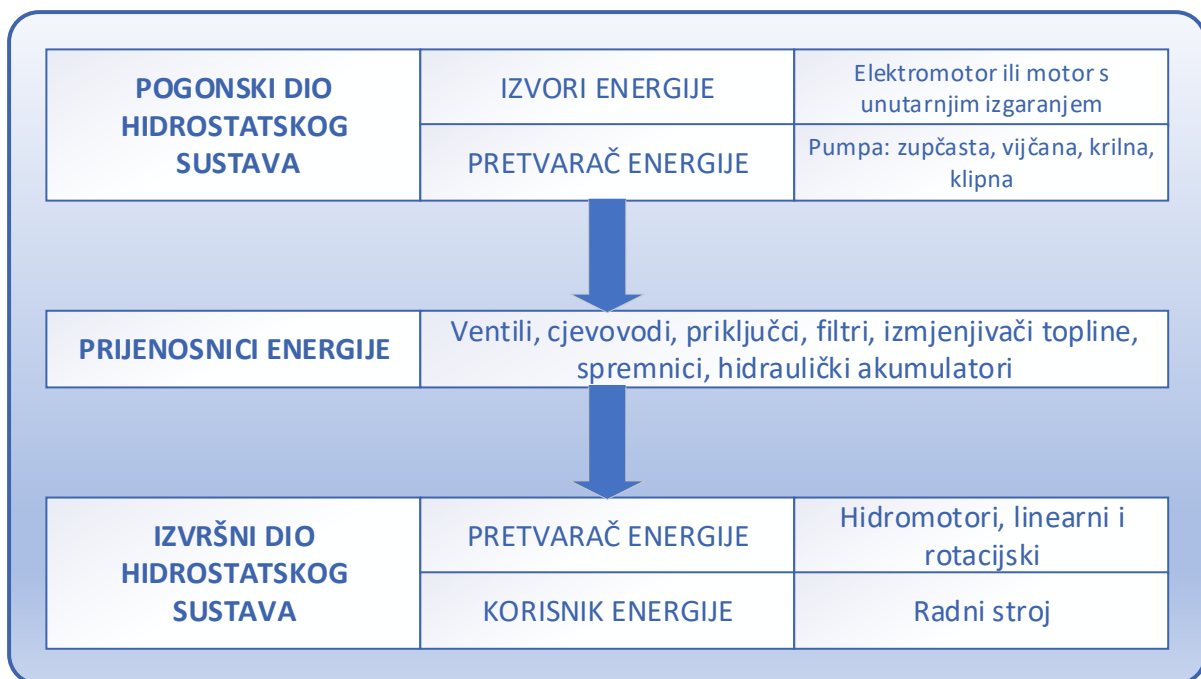 POGONSKI DIO
HIDROSTATSKOG
SUSTAVA
IZVORI ENERGIJE
Elektromotor ili motor s
unutarnjim izgaranjem
PRETVARAČ ENERGIJE
Pumpa: zupčasta, vijčana, krilna,
klipna
PRIJENOSNICI ENERGIJE
Ventili, cjevovodi, priključci, filtri, izmjenjivači topline,
spremnici, hidraulički akumulatori
IZVRŠNI DIO
HIDROSTATSKOG
SUSTAVA
PRETVARAČ ENERGIJE
Hidromotori, linearni i
rotacijski
KORISNIK ENERGIJE
Radni stroj